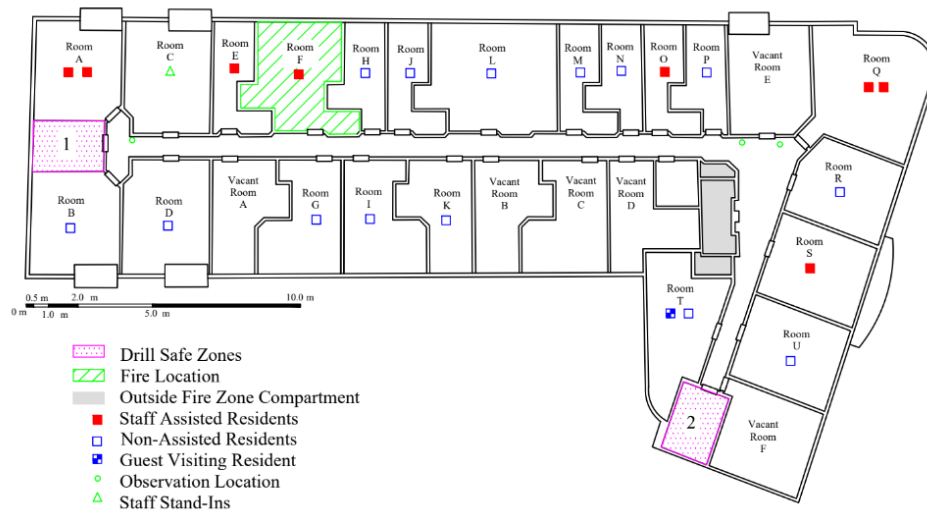 Room
A
Room
C
Room
E
Room
F
Room
H
Room
J
Room
L
Room
M
Room
N
Room
O
Room
P
Vacant
Room
E
Room
Q
1
Room
B
Room
D
Vacant
Room
A
Room
G
Room
I
Room
K
Vacant
Room
B
Vacant
Room
C
Vacant
Room
D
Room
R
Room
S
Room
T
Room
U
2
Vacant
Room
F
0.5 m 2.0 m 10.0 m
0 m 1.0 m 5.0 m
Drill Safe Zones
Fire Location
Outside Fire Zone Compartment
Staff Assisted Residents
Non-Assisted Residents
Guest Visiting Resident
Observation Location
Staff Stand-Ins